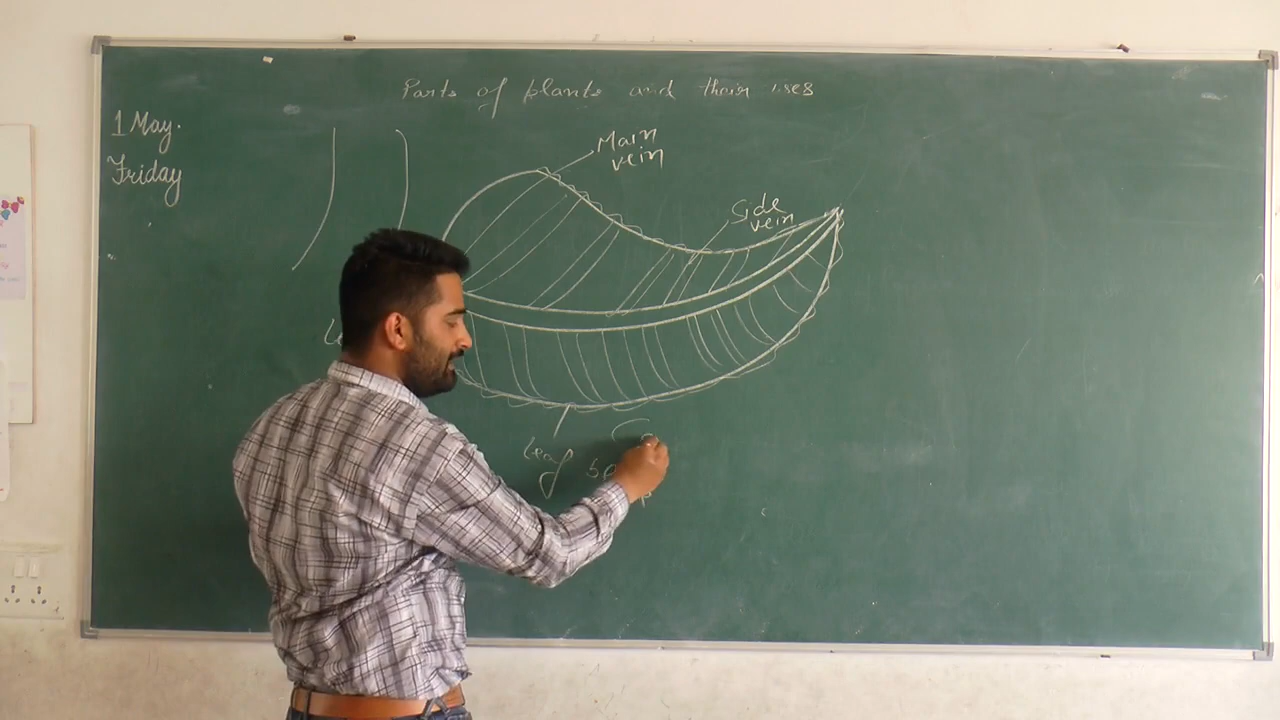 Parts of plants and their uses
1 May.
Friday
Main
vein
Side
vein
leaf